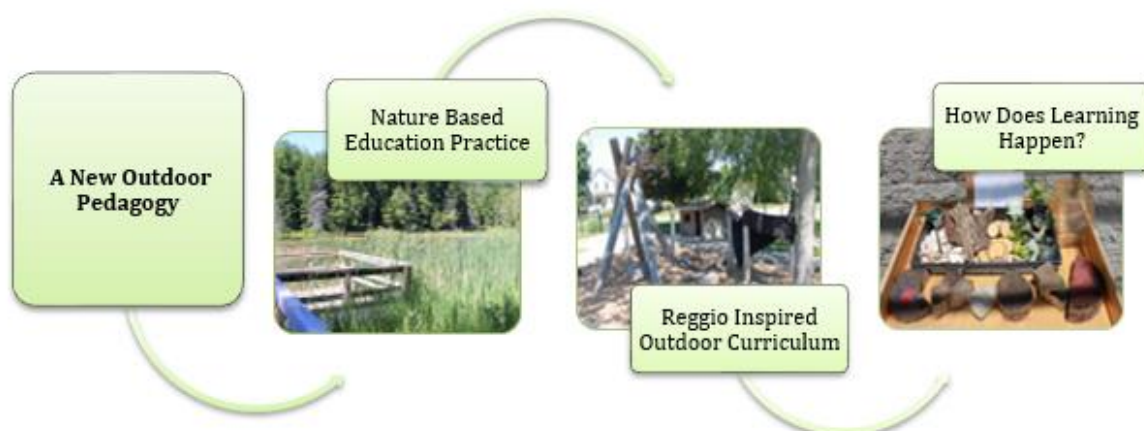 A New Outdoor
Pedagogy
Nature Based
Education Practice
Reggio Inspired
Outdoor Curriculum
How Does Learning
Happen?